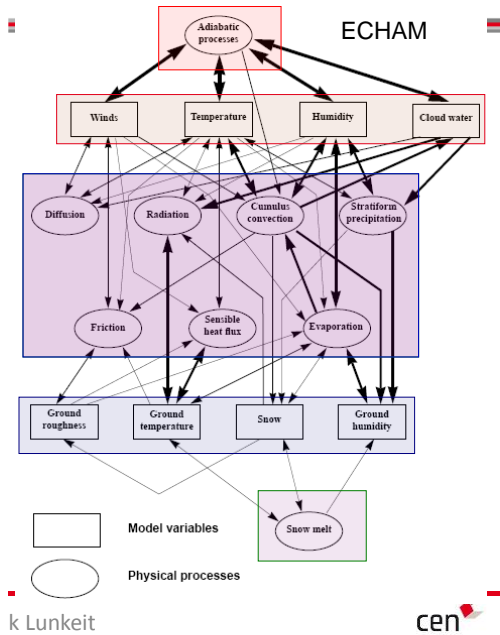 ECHAM
Adiabatic
processes
Winds
Temperature
Humidity
Cloud water
Diffusion
Radiation
Cumulus
convection
Stratiform
precipitation
Friction
Sensible
heat flux
Evaporation
Ground
roughness
Ground
temperature
Snow
Ground
humidity
Snow melt
Model variables
Physical processes
k Lunkeit
cen